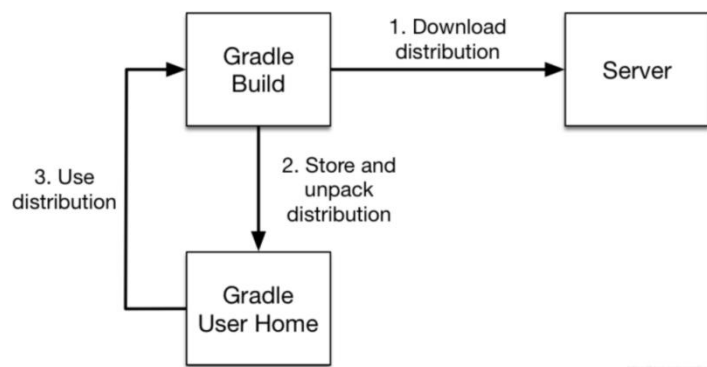 1. Download
distribution
Gradle
Build
Server
2. Store and
unpack
distribution
3. Use
distribution
Gradle
User Home